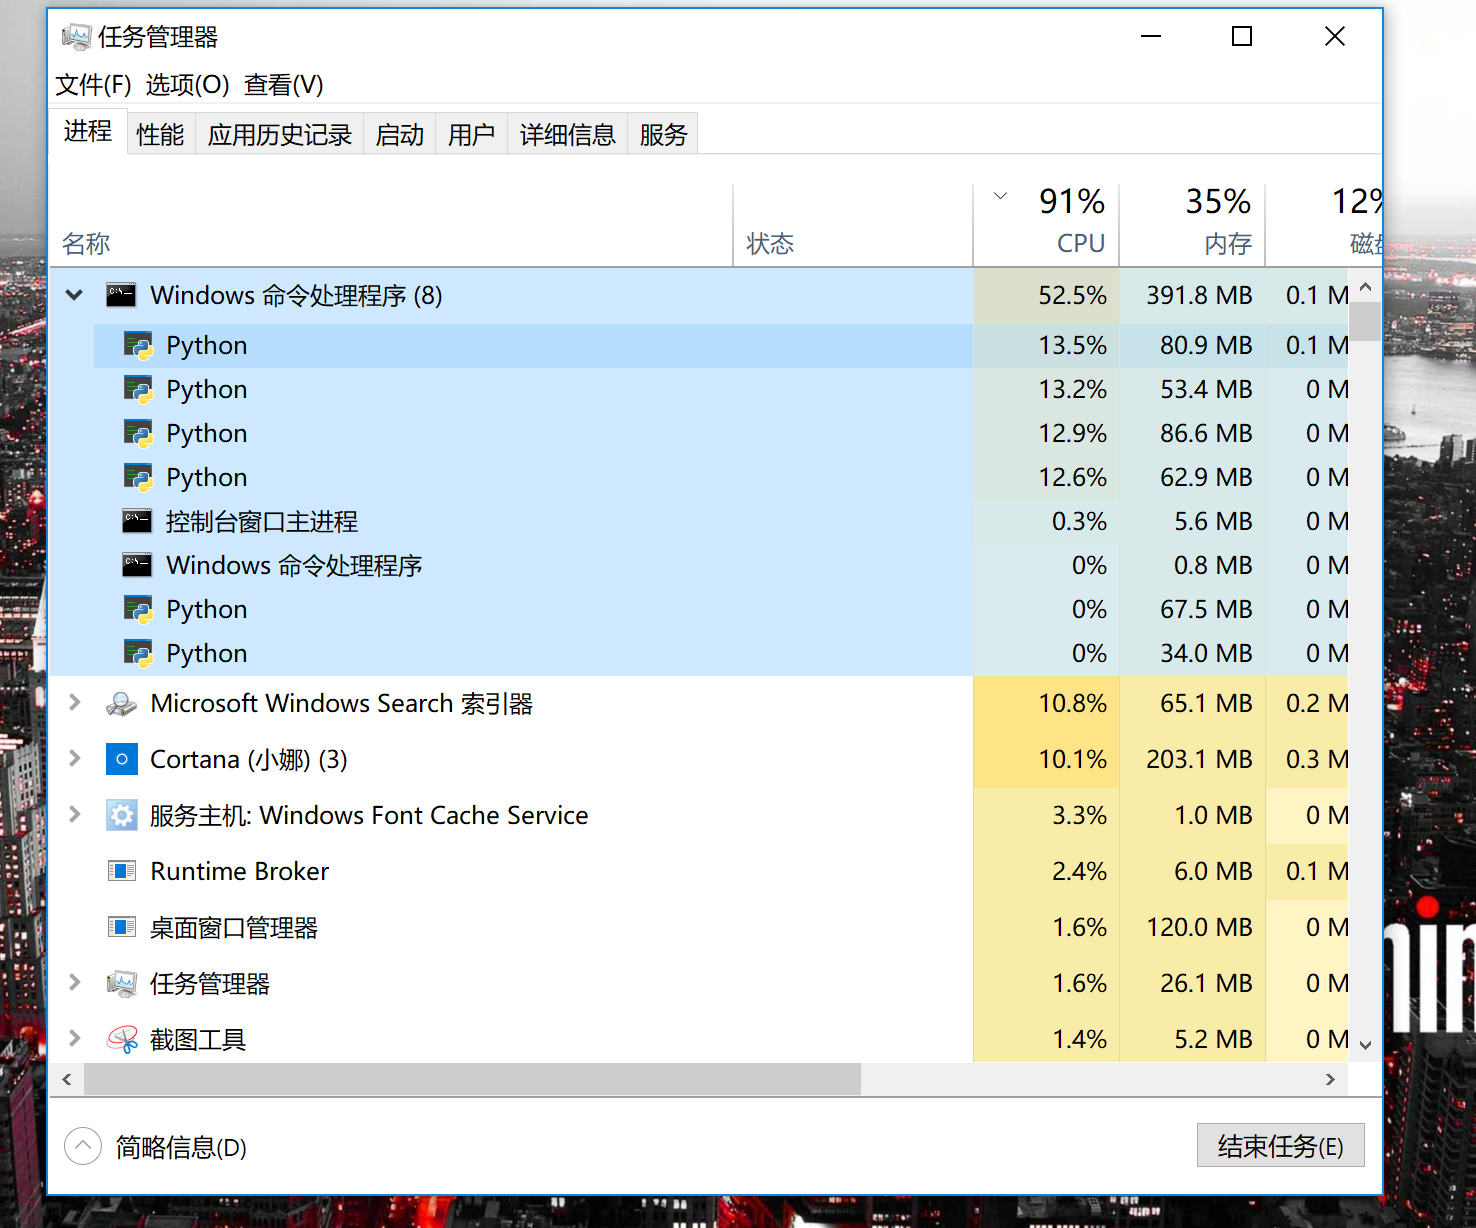 任务管理器
文件(F) 选项(O) 查看(V)
进程 性能 应用历史记录 启动 用户 详细信息 服务
91% 35% 12%
名称 状态 CPU 内存 磁盘
Windows 命令处理程序 (8) 52.5% 391.8 MB 0.1 M
Python 13.5% 80.9 MB 0.1 M
Python 13.2% 53.4 MB 0 M
Python 12.9% 86.6 MB 0 M
Python 12.6% 62.9 MB 0 M
控制台窗口主进程 0.3% 5.6 MB 0 M
Windows 命令处理程序 0% 0.8 MB 0 M
Python 0% 67.5 MB 0 M
Python 0% 34.0 MB 0 M
Microsoft Windows Search 索引器 10.8% 65.1 MB 0.2 M
Cortana (小娜) (3) 10.1% 203.1 MB 0.3 M
服务主机: Windows Font Cache Service 3.3% 1.0 MB 0 M
Runtime Broker 2.4% 6.0 MB 0.1 M
桌面窗口管理器 1.6% 120.0 MB 0 M
任务管理器 1.6% 26.1 MB 0 M
截图工具 1.4% 5.2 MB 0 M
简略信息(D) 结束任务(E)